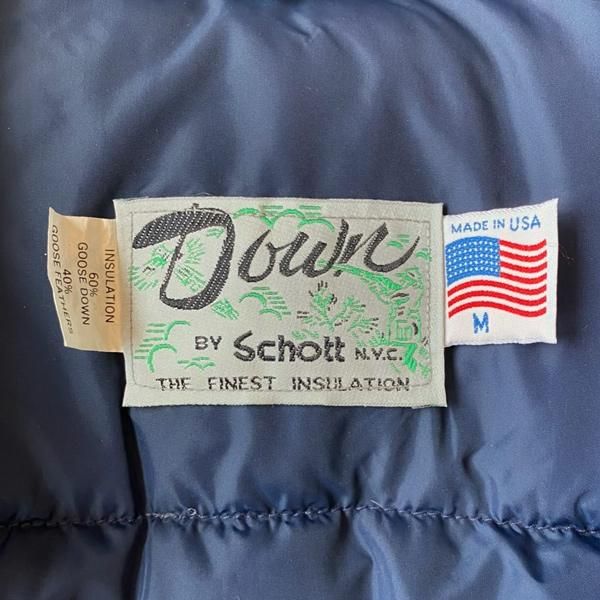 INSULATION
60%
GOOSE DOWN
40%
GOOSE FEATHERS
Down
BY Schott N.Y.C.
THE FINEST INSULATION
MADE IN USA
M